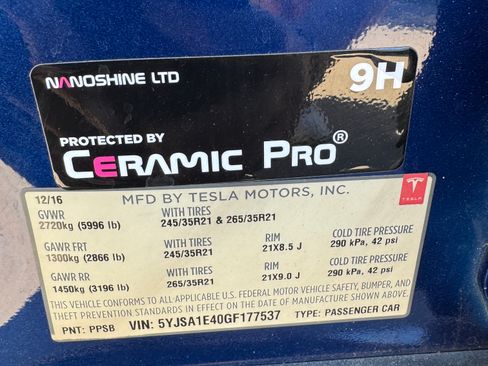 NANOSHINE LTD 9H
PROTECTED BY
CERAMIC PRO®
12/16 MFD BY TESLA MOTORS, INC. TESLA
GVWR WITH TIRES
2720kg (5996 lb) 245/35R21 & 265/35R21
GAWR FRT WITH TIRES RIM COLD TIRE PRESSURE
1300kg (2866 lb) 245/35R21 21X8.5 J 290 kPa, 42 psi
GAWR RR WITH TIRES RIM COLD TIRE PRESSURE
1450kg (3196 lb) 265/35R21 21X9.0 J 290 kPa, 42 psi
THIS VEHICLE CONFORMS TO ALL APPLICABLE U.S. FEDERAL MOTOR VEHICLE SAFETY, BUMPER, AND
THEFT PREVENTION STANDARDS IN EFFECT ON THE DATE OF MANUFACTURE SHOWN ABOVE.
PNT: PPSB VIN: 5YJSA1E40GF177537 TYPE: PASSENGER CAR